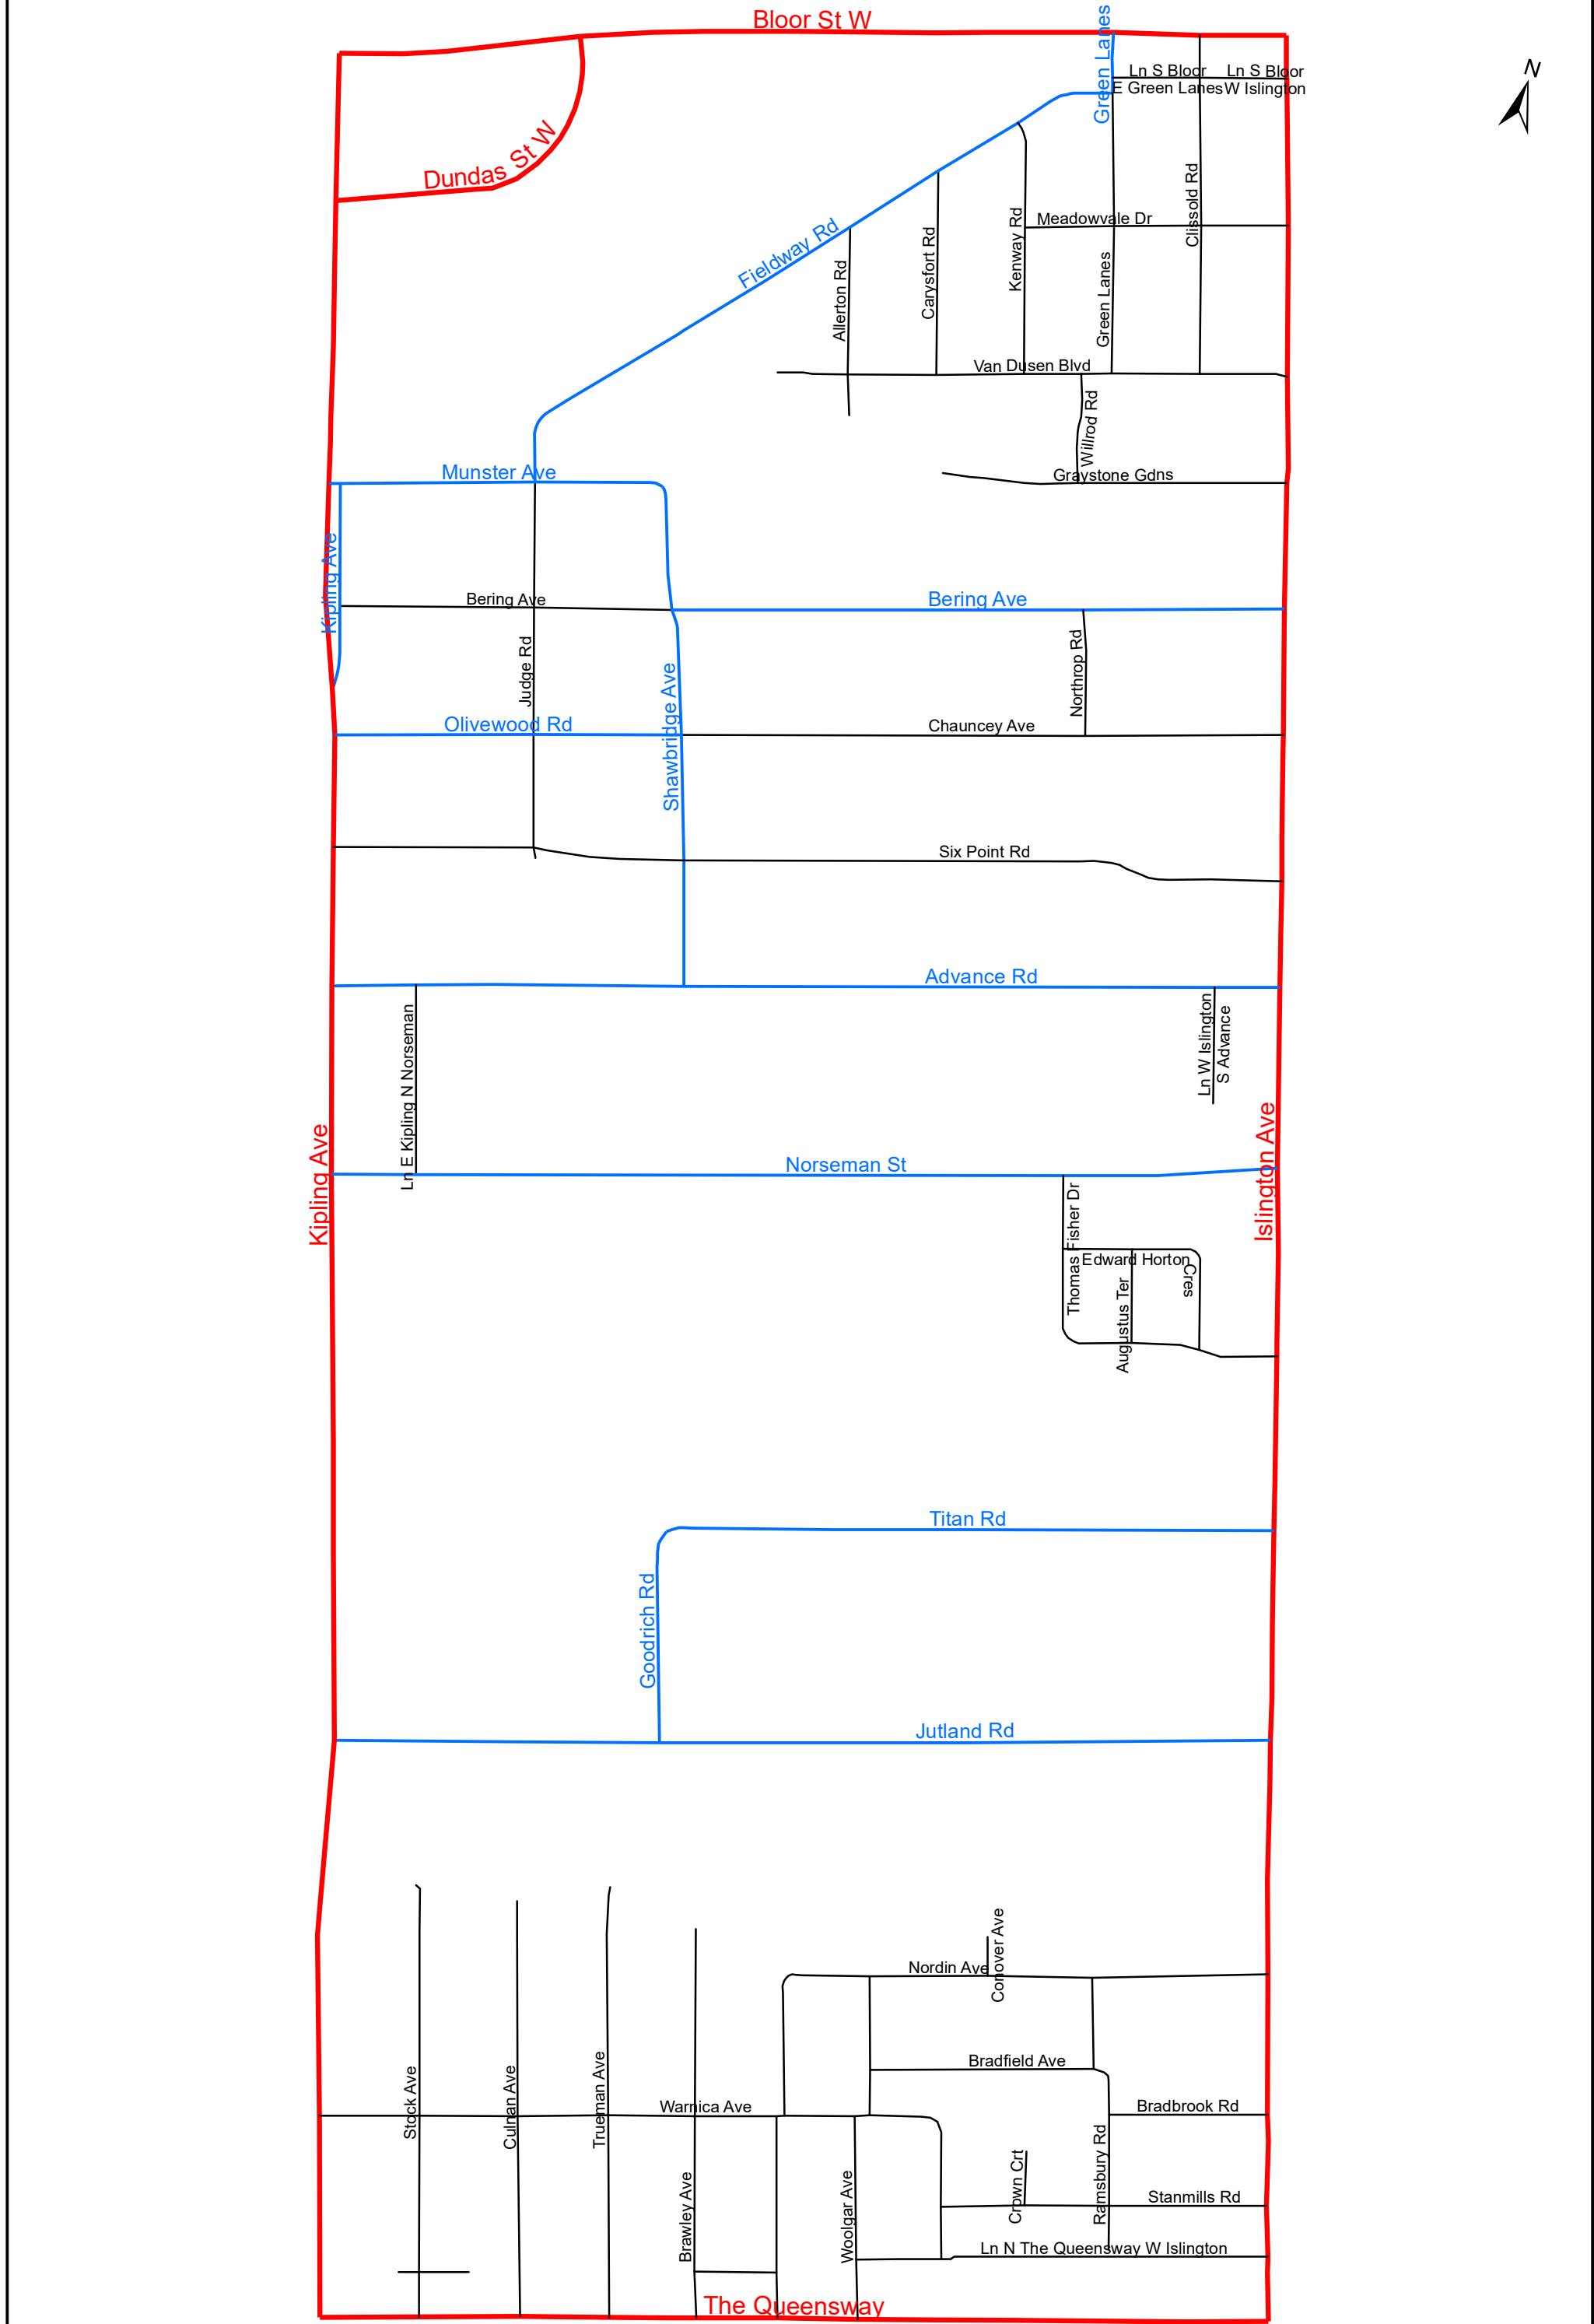 Bloor St W
Green Lanes
N
Ln S Bloor
E Green Lanes
Ln S Bloor
W Islington
Dundas St W
Fieldway Rd
Allerton Rd
Carysfort Rd
Kenway Rd
Meadowvale Dr
Green Lanes
Clissold Rd
Van Dusen Blvd
Willrod Rd
Graystone Gdns
Munster Ave
Kipling Ave
Bering Ave
Bering Ave
Judge Rd
Northrop Rd
Shawbridge Ave
Olivewood Rd
Chauncey Ave
Six Point Rd
Advance Rd
Ln E Kipling N Norseman
Ln W Islington
S Advance
Kipling Ave
Islington Ave
Norseman St
Thomas Fisher Dr
Edward Horton
Cres
Augustus Ter
Titan Rd
Goodrich Rd
Jutland Rd
Nordin Ave
Conover Ave
Bradfield Ave
Stock Ave
Culnan Ave
Trueman Ave
Warnica Ave
Bradbrook Rd
Brawley Ave
Woolgar Ave
Crown Crt
Ramsbury Rd
Stanmills Rd
Ln N The Queensway W Islington
The Queensway